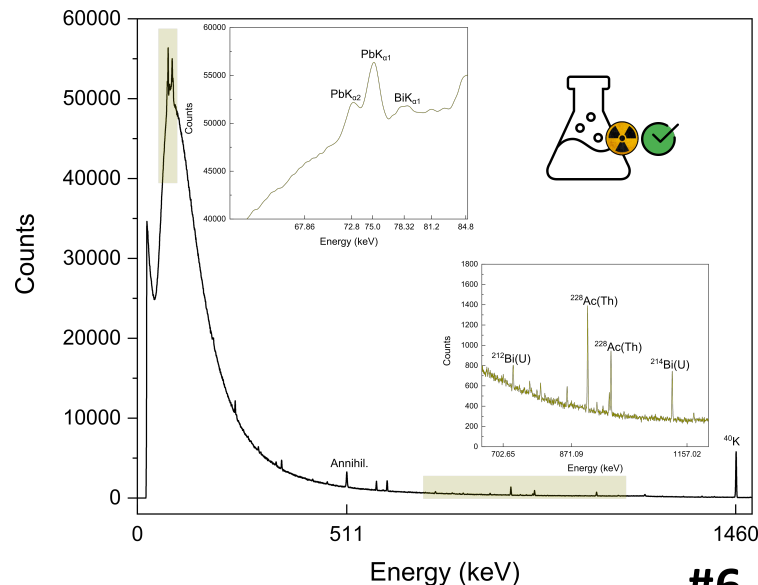 60000
50000
40000
30000
20000
10000
0
Counts
0
511
1460
Energy (keV)
Annihil.
⁴⁰K
60000
55000
50000
45000
40000
Counts
PbKα2
PbKα1
BiKα1
67.86
72.8
75.0
78.32
81.2
84.8
Energy (keV)
1800
1600
1400
1200
1000
800
600
400
200
0
Counts
²¹²Bi(U)
²²⁸Ac(Th)
²²⁸Ac(Th)
²¹⁴Bi(U)
702.65
871.09
1157.02
Energy (keV)
#6